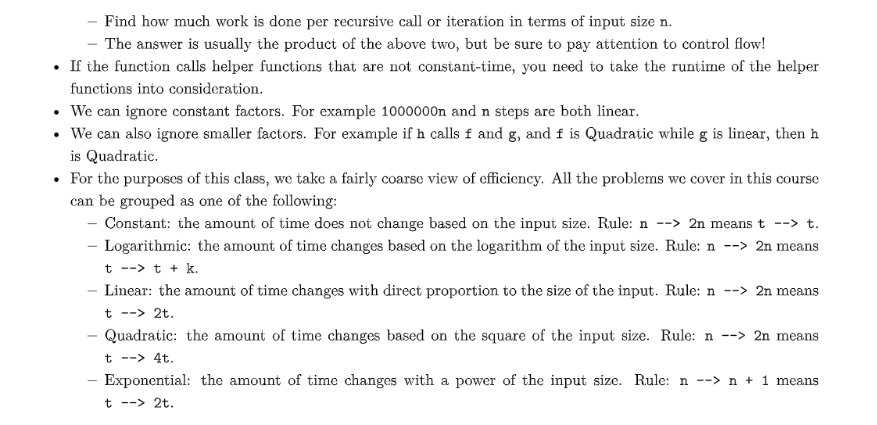 – Find how much work is done per recursive call or iteration in terms of input size n.
– The answer is usually the product of the above two, but be sure to pay attention to control flow!
• If the function calls helper functions that are not constant-time, you need to take the runtime of the helper
functions into consideration.
• We can ignore constant factors. For example 1000000n and n steps are both linear.
• We can also ignore smaller factors. For example if h calls f and g, and f is Quadratic while g is linear, then h
is Quadratic.
• For the purposes of this class, we take a fairly coarse view of efficiency. All the problems we cover in this course
can be grouped as one of the following:
– Constant: the amount of time does not change based on the input size. Rule: n --> 2n means t --> t.
– Logarithmic: the amount of time changes based on the logarithm of the input size. Rule: n --> 2n means
t --> t + k.
– Linear: the amount of time changes with direct proportion to the size of the input. Rule: n --> 2n means
t --> 2t.
– Quadratic: the amount of time changes based on the square of the input size. Rule: n --> 2n means
t --> 4t.
– Exponential: the amount of time changes with a power of the input size. Rule: n --> n + 1 means
t --> 2t.